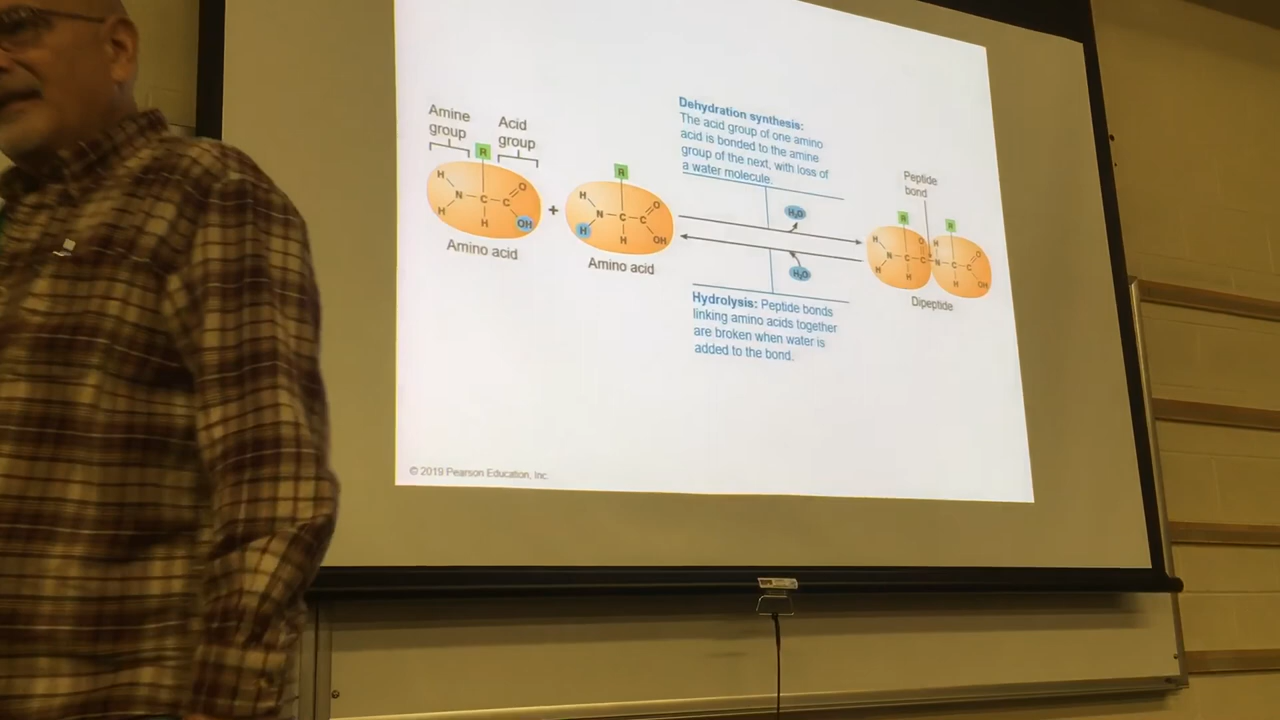 Amine
group
Acid
group
R
H
N
C
C
O
OH
H
H
Amino acid
+
R
H
N
C
C
O
OH
H
H
Amino acid
Dehydration synthesis:
The acid group of one amino
acid is bonded to the amine
group of the next, with loss of
a water molecule.
H₂O
H₂O
Hydrolysis: Peptide bonds
linking amino acids together
are broken when water is
added to the bond.
Peptide
bond
R
R
H
N
C
C
O
H
H
H
N
C
C
O
OH
H
Dipeptide
© 2019 Pearson Education, Inc.